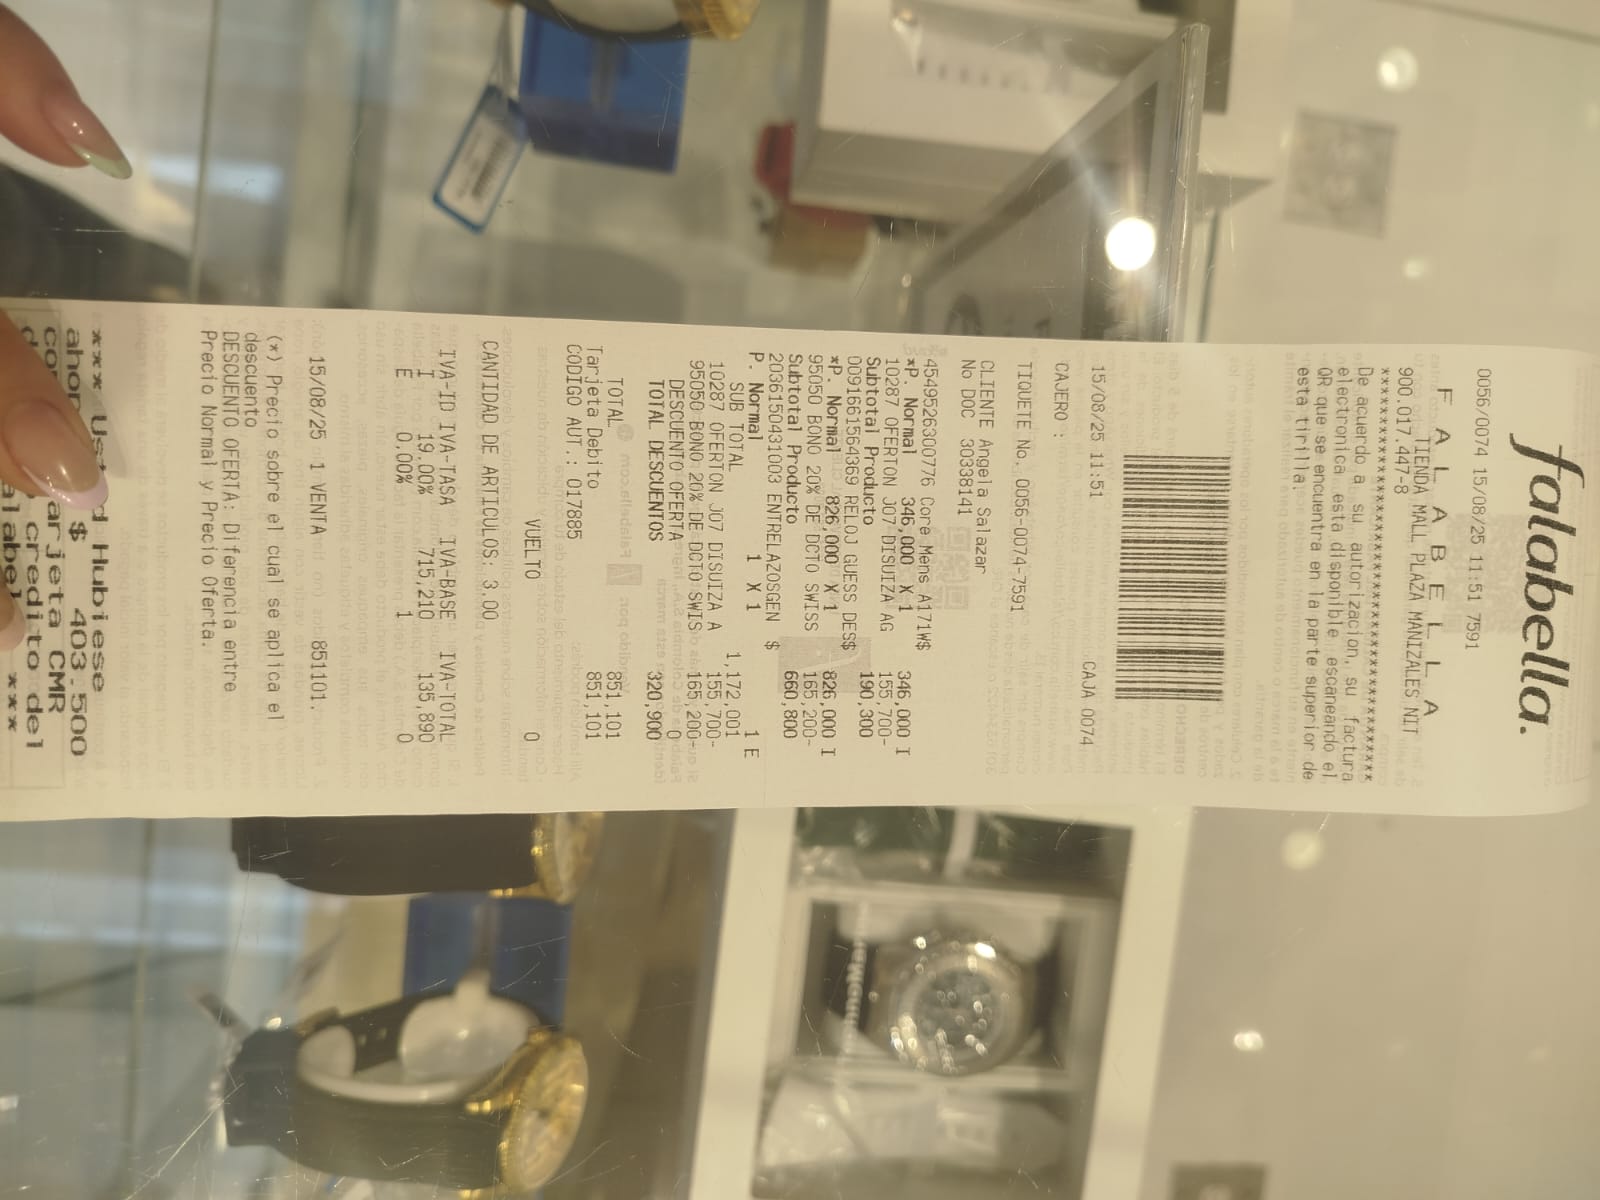 falabella.
0056/0074 15/08/25 11:51 7591
F A L A B E L L A
TIENDA MALL PLAZA MANIZALES NIT
900.017.447-8
De acuerdo a su autorizacion, su factura
electronica esta disponible escaneando el
QR que se encuentra en la parte superior de
esta tirilla.
15/08/25 11:51 CAJA 0074
CAJERO :
TIQUETE No. 0056-0074-7591
CLIENTE Angela Salazar
No DOC 30338141
4549526300776 Core Mens A171W$ 346,000 I
*P. Normal 346,000 X 1
10287 OFERTON J07-DISUIZA AG 155,700-
Subtotal Producto 190,300
0091661564369 RELOJ GUESS DES$ 826,000 I
*P. Normal 826,000 X 1
95050 BONO 20% DE DCTO SWISS 165,200-
Subtotal Producto 660,800
2036150431003 ENTRELAZOSGEN $ 1 E
P. Normal 1 X 1
SUB TOTAL 1,172,001
10287 OFERTON J07 DISUIZA A 155,700-
95050 BONO 20% DE DCTO SWIS 165,200-
DESCUENTO OFERTA 0
TOTAL DESCUENTOS 320,900
TOTAL 851,101
Tarjeta Debito 851,101
CODIGO AUT.: 017885
VUELTO 0
CANTIDAD DE ARTICULOS: 3.00
IVA-ID IVA-TASA IVA-BASE IVA-TOTAL
I 19.00% 715,210 135,890
E 0.00% 1 0
15/08/25 1 VENTA 851101.
(*) Precio sobre el cual se aplica el
descuento
DESCUENTO OFERTA: Diferencia entre
Precio Normal y Precio Oferta.
*** Hubiese
$ 403.500
CMR
credito del
***